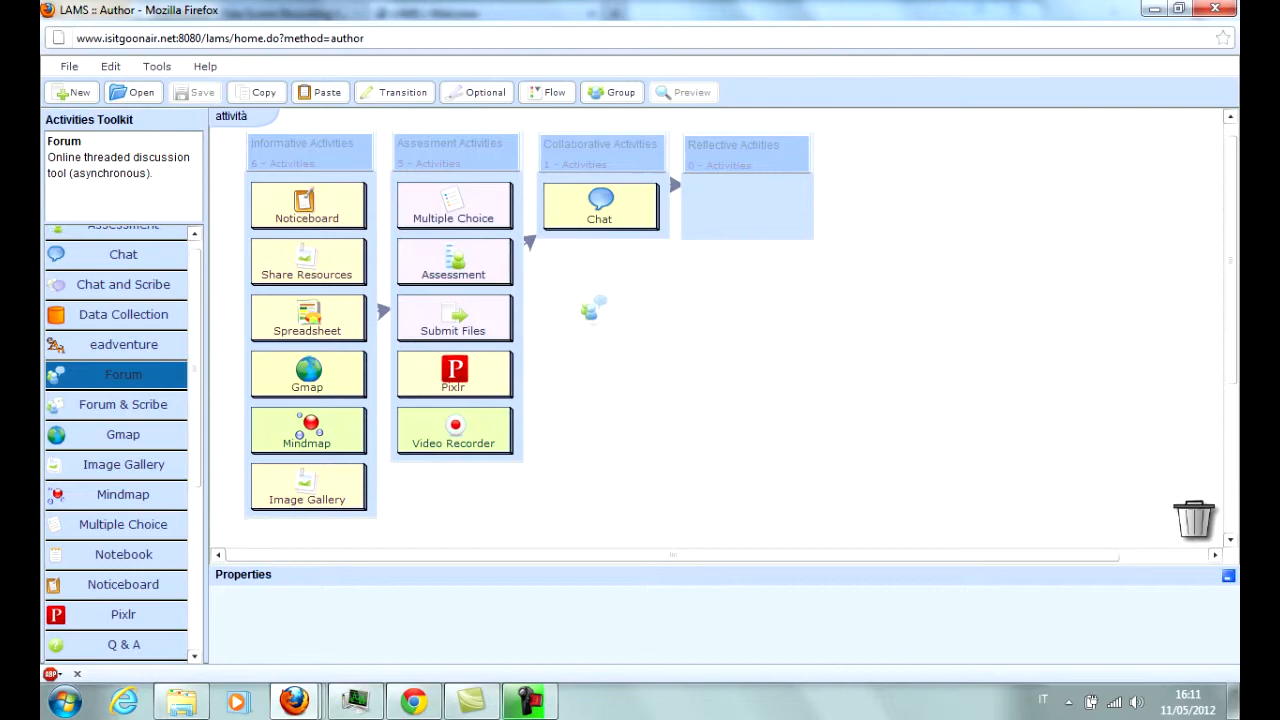 LAMS :: Author - Mozilla Firefox
www.isitgoonair.net:8080/lams/home.do?method=author
File Edit Tools Help
New Open Save Copy Paste Transition Optional Flow Group Preview
Activities Toolkit
Forum
Online threaded discussion
tool (asynchronous).
Assessment
Chat
Chat and Scribe
Data Collection
eadventure
Forum
Forum & Scribe
Gmap
Image Gallery
Mindmap
Multiple Choice
Notebook
Noticeboard
Pixlr
Q & A
attività
Informative Activities
6 - Activities
Noticeboard
Share Resources
Spreadsheet
Gmap
Mindmap
Image Gallery
Assesment Activities
5 - Activities
Multiple Choice
Assessment
Submit Files
Pixlr
Video Recorder
Collaborative Activities
1 - Activities
Chat
Reflective Activities
0 - Activities
Properties
ABP
IT
16:11
11/05/2012